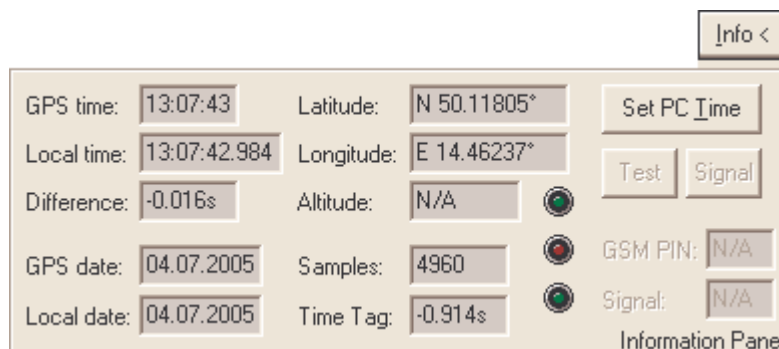 Info <
GPS time: 13:07:43 Latitude: N 50.11805° Set PC Time
Local time: 13:07:42.984 Longitude: E 14.46237°
Test Signal
Difference: -0.016s Altitude: N/A
GPS date: 04.07.2005 Samples: 4960 GSM PIN: N/A
Local date: 04.07.2005 Time Tag: -0.914s Signal: N/A
Information Pane